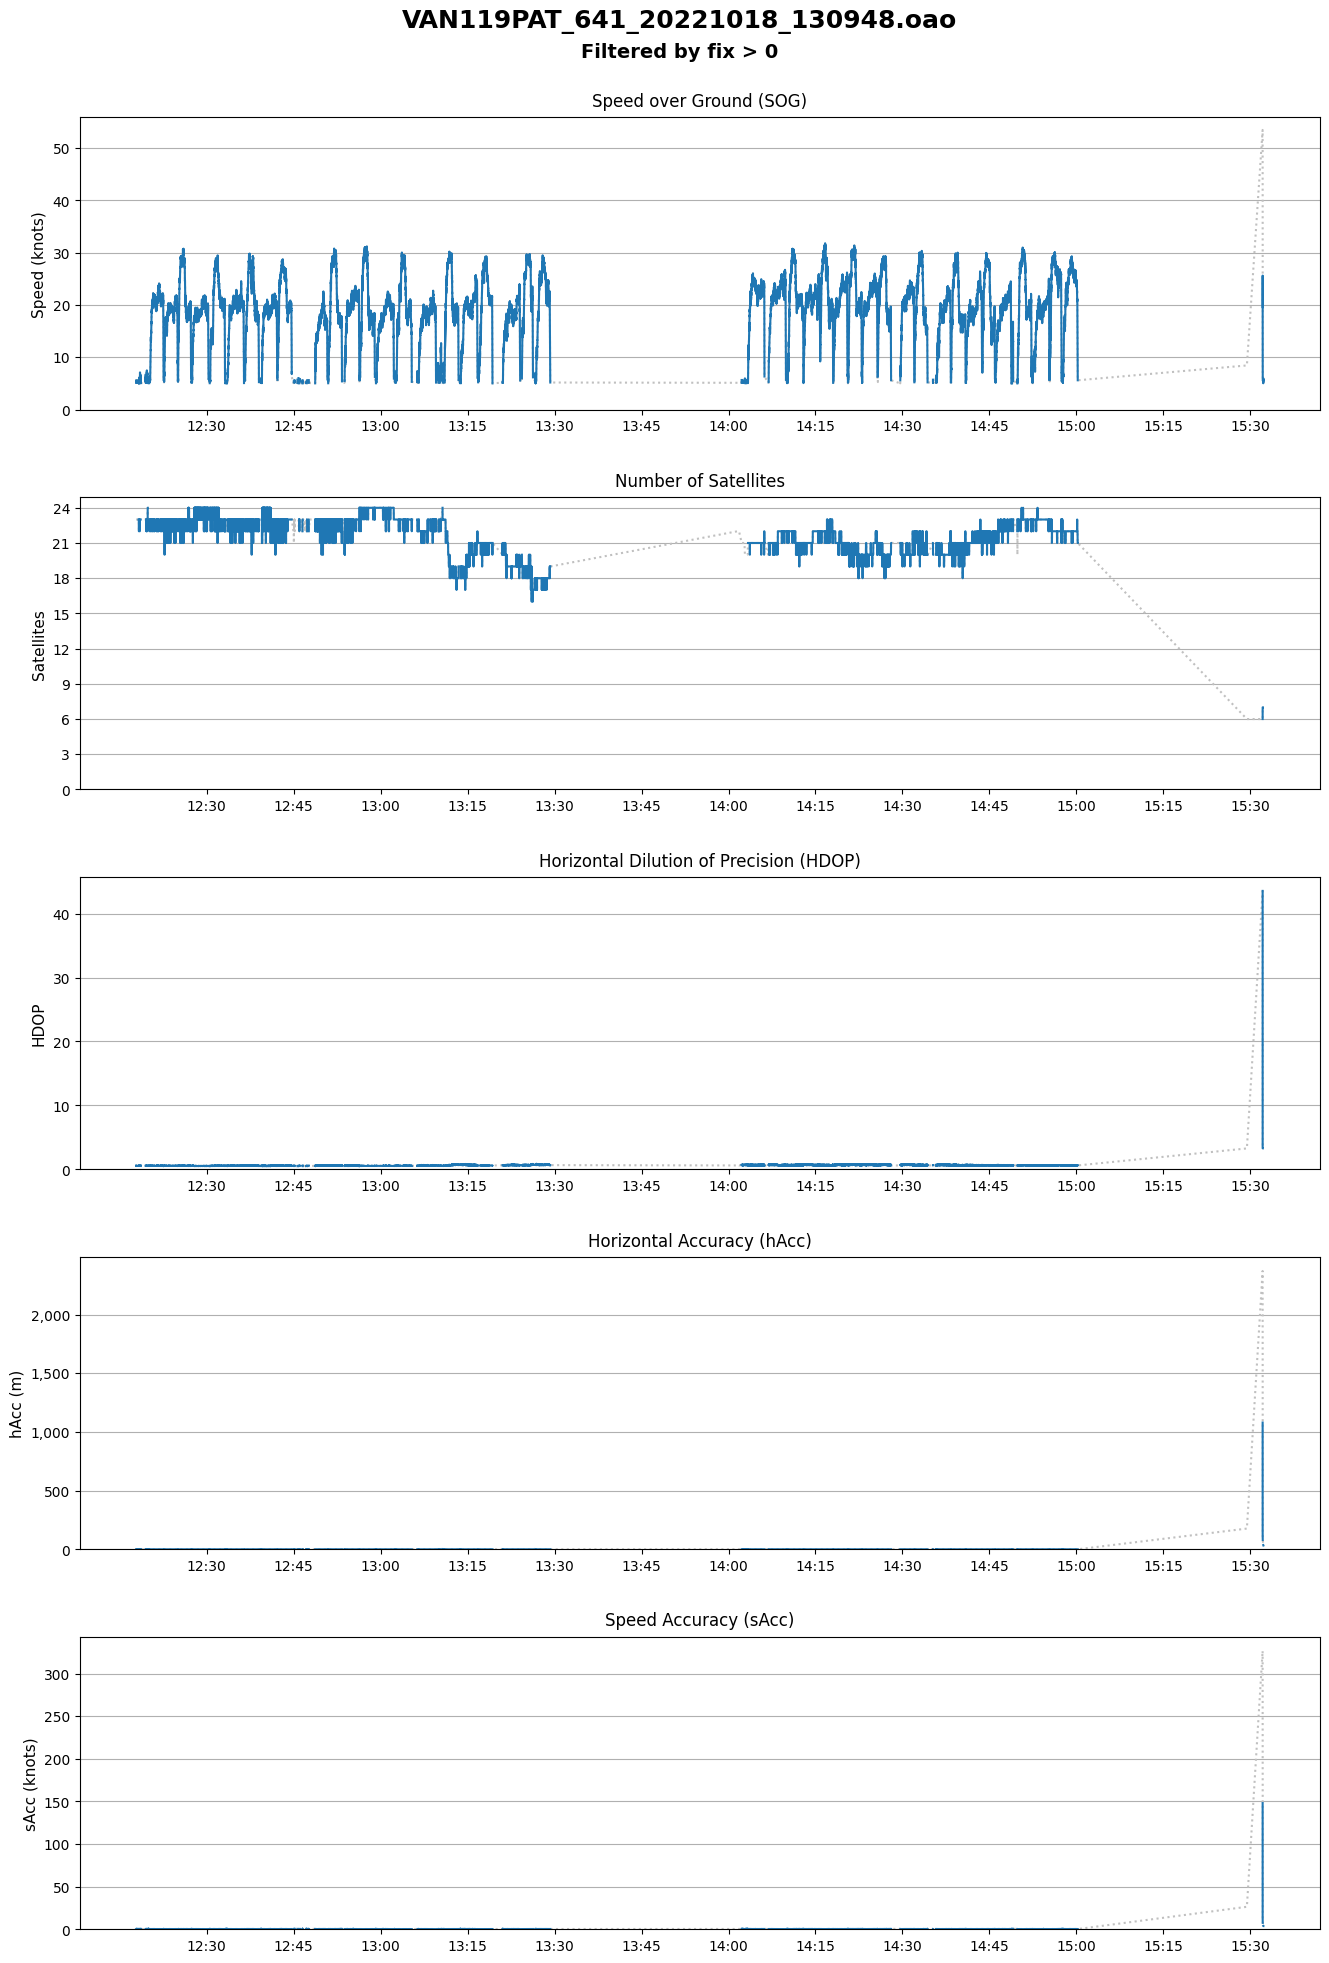 VAN119PAT_641_20221018_130948.oao
Filtered by fix > 0
Speed over Ground (SOG)
Speed (knots)
50
40
30
20
10
0
12:30 12:45 13:00 13:15 13:30 13:45 14:00 14:15 14:30 14:45 15:00 15:15 15:30
Number of Satellites
Satellites
24
21
18
15
12
9
6
3
0
12:30 12:45 13:00 13:15 13:30 13:45 14:00 14:15 14:30 14:45 15:00 15:15 15:30
Horizontal Dilution of Precision (HDOP)
HDOP
40
30
20
10
0
12:30 12:45 13:00 13:15 13:30 13:45 14:00 14:15 14:30 14:45 15:00 15:15 15:30
Horizontal Accuracy (hAcc)
hAcc (m)
2,000
1,500
1,000
500
0
12:30 12:45 13:00 13:15 13:30 13:45 14:00 14:15 14:30 14:45 15:00 15:15 15:30
Speed Accuracy (sAcc)
sAcc (knots)
300
250
200
150
100
50
0
12:30 12:45 13:00 13:15 13:30 13:45 14:00 14:15 14:30 14:45 15:00 15:15 15:30